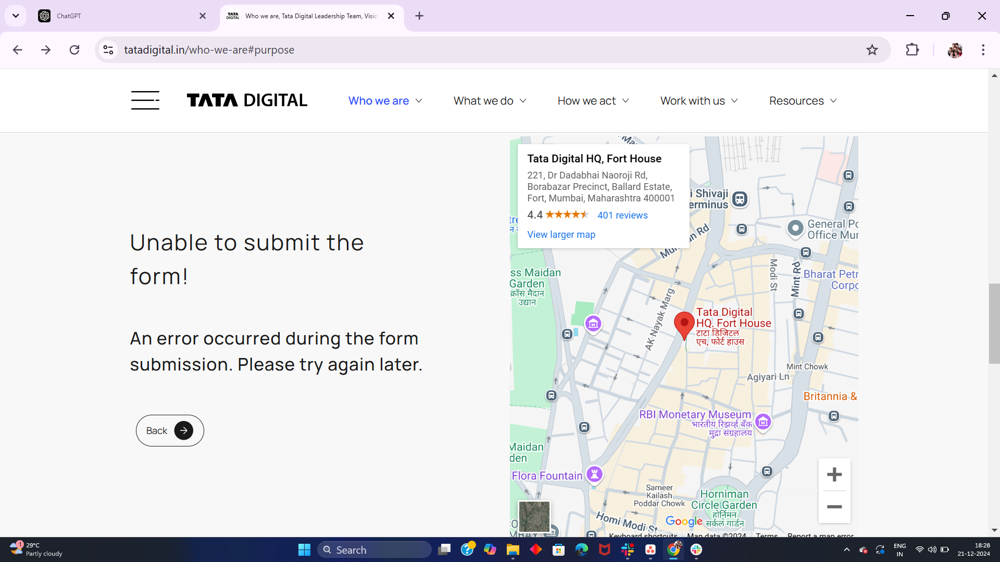 ChatGPT
TATA DIGITAL
Who we are, Tata Digital Leadership Team, Visio
tatadigital.in/who-we-are#purpose
TATA DIGITAL
Who we are
What we do
How we act
Work with us
Resources
Unable to submit the
form!
An error occurred during the form
submission. Please try again later.
Back
Tata Digital HQ, Fort House
221, Dr Dadabhai Naoroji Rd,
Borabazar Precinct, Ballard Estate,
Fort, Mumbai, Maharashtra 400001
4.4
401 reviews
View larger map
i Shivaji
erminus
General Po
Office Mur
Modi St
Mint Rd
Bharat Petr
Corpo
ss Maidan
Garden
क्रॉस मैदान
उद्यान
AK Nayak Marg
Tata Digital
HQ, Fort House
टाटा डिजिटल
एच, फोर्ट हाउस
Mint Chowk
Agiyari Ln
Britannia &
RBI Monetary Museum
भारतीय रिझर्व्ह बँक
मुद्रा संग्रहालय
Maidan
den
Flora Fountain
Sameer
Kailash
Poddar Chowk
Horniman
Circle Garden
होर्निमन
सर्कल गार्डन
Homi Modi St
Google
Keyboard shortcuts
Map data ©2024
Terms
Report a map error
1
29°C
Partly cloudy
Search
ENG
IN
18:28
21-12-2024